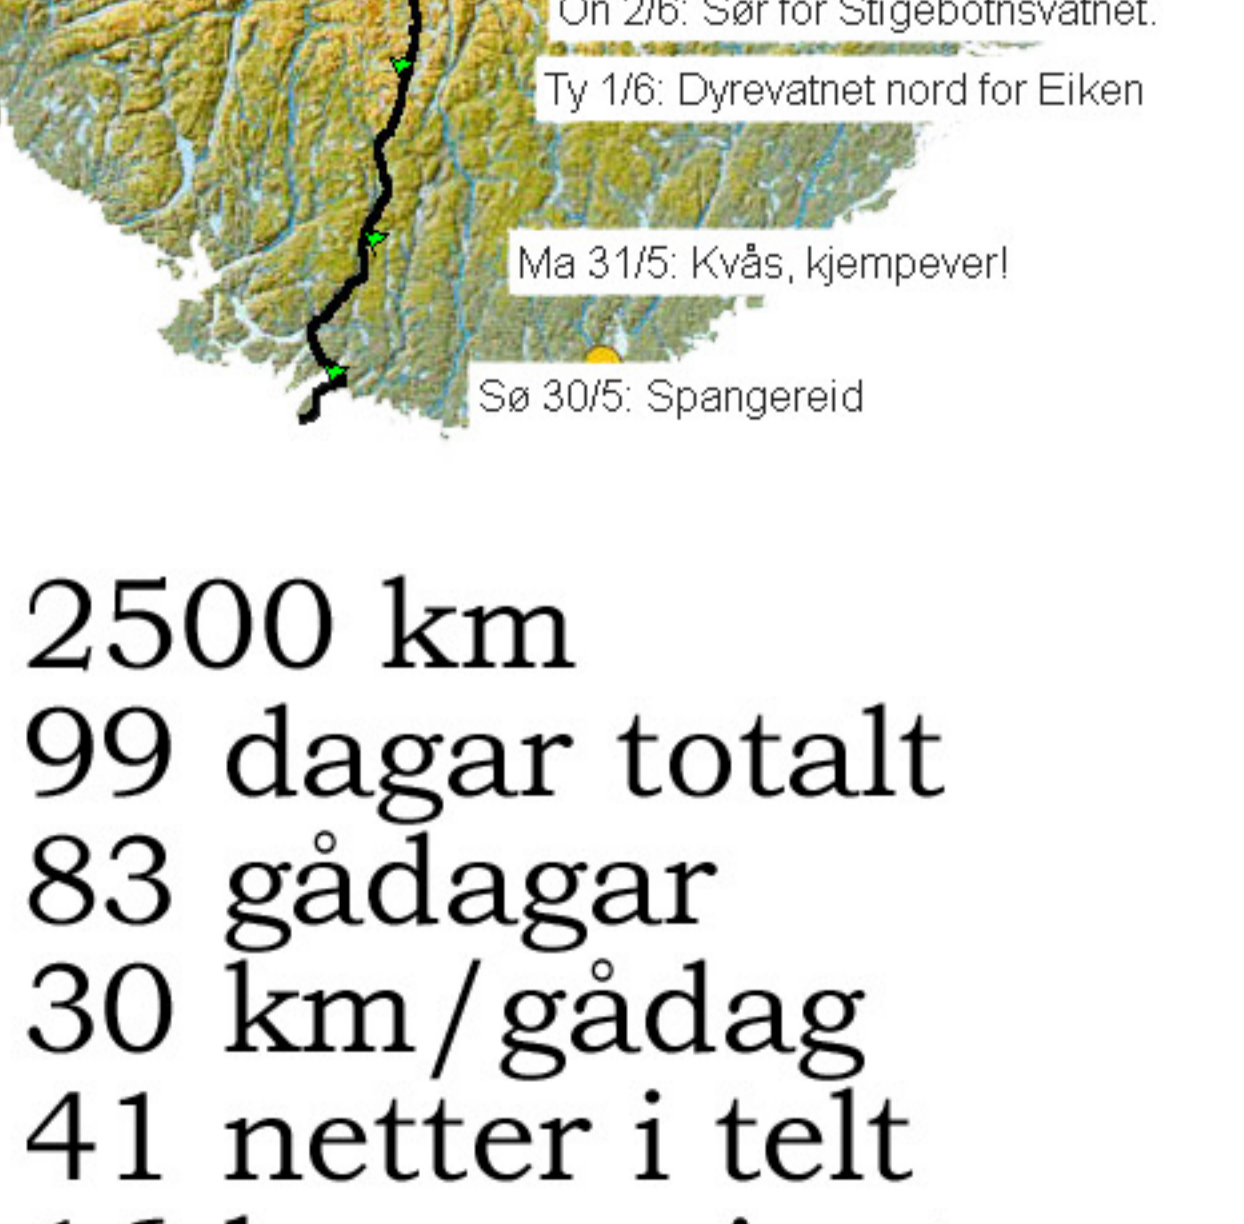 On 2/6: Sør for Stigebotnsvatnet.
Ty 1/6: Dyrevatnet nord for Eiken
Ma 31/5: Kvås, kjempever!
Sø 30/5: Spangereid
2500 km
99 dagar totalt
83 gådagar
30 km/gådag
41 netter i telt